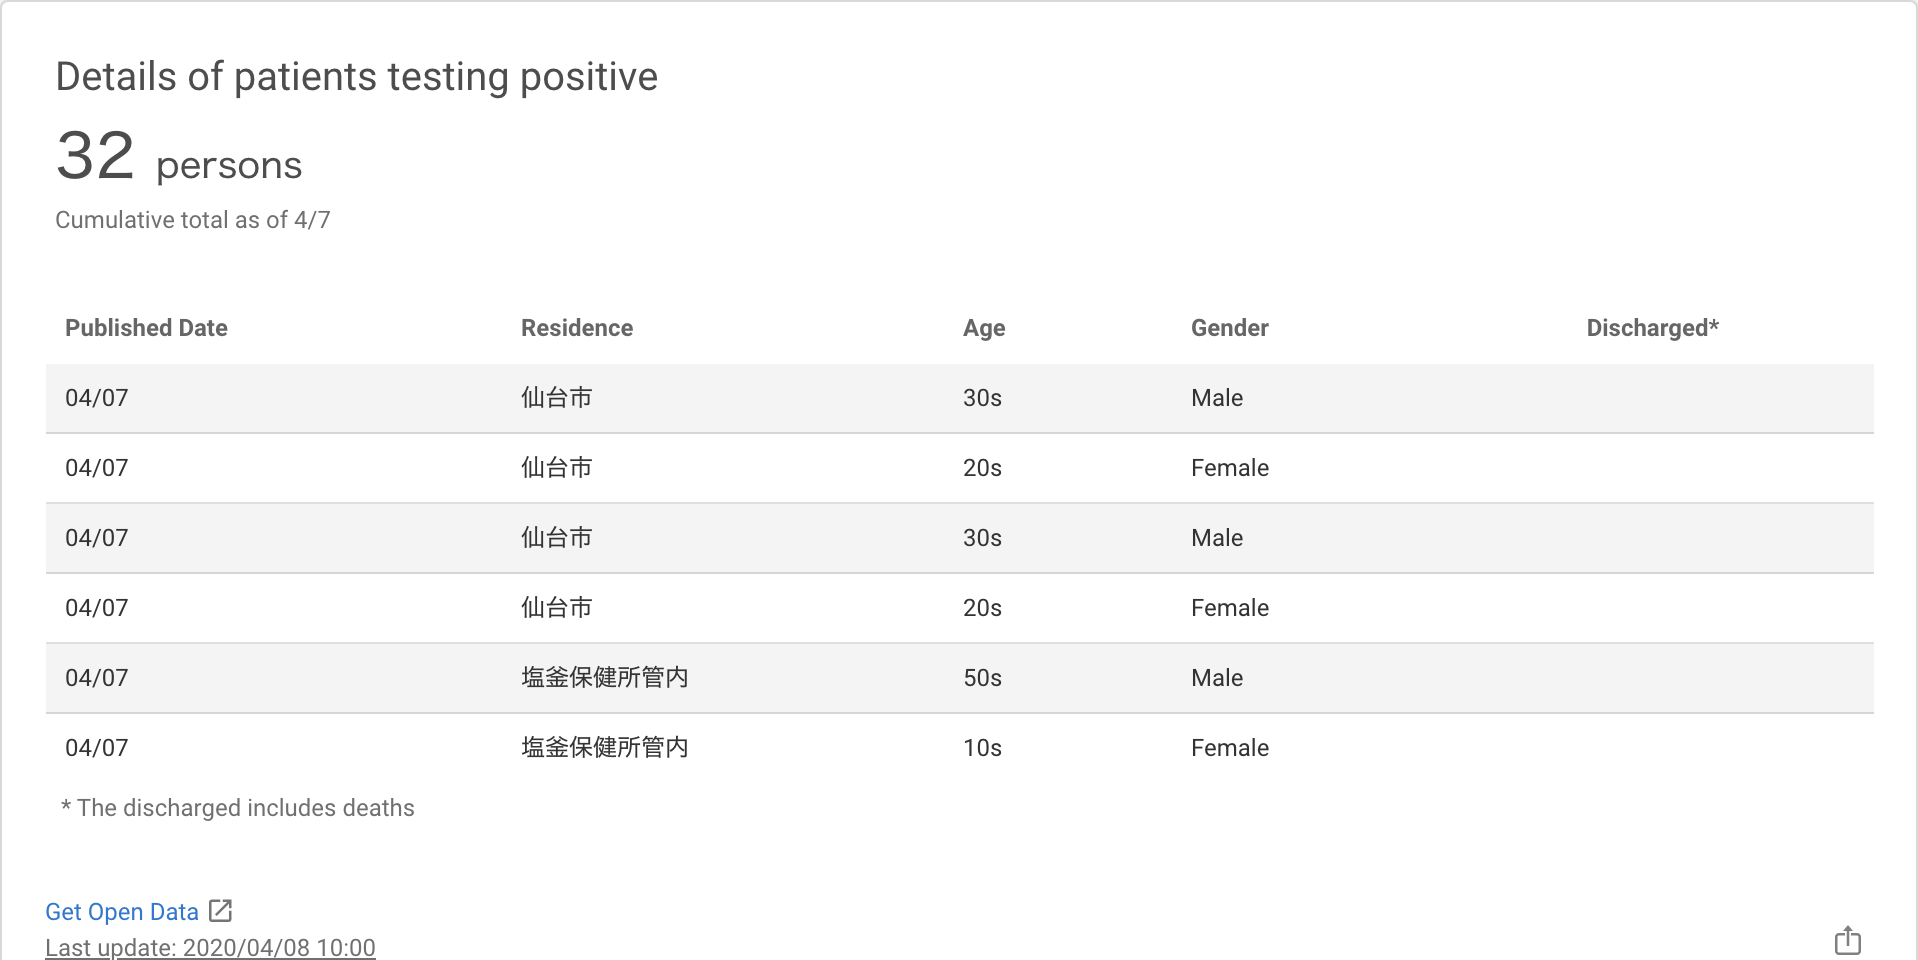 Details of patients testing positive
32 persons
Cumulative total as of 4/7
Published Date Residence Age Gender Discharged*
04/07 仙台市 30s Male
04/07 仙台市 20s Female
04/07 仙台市 30s Male
04/07 仙台市 20s Female
04/07 塩釜保健所管内 50s Male
04/07 塩釜保健所管内 10s Female
* The discharged includes deaths
Get Open Data
Last update: 2020/04/08 10:00